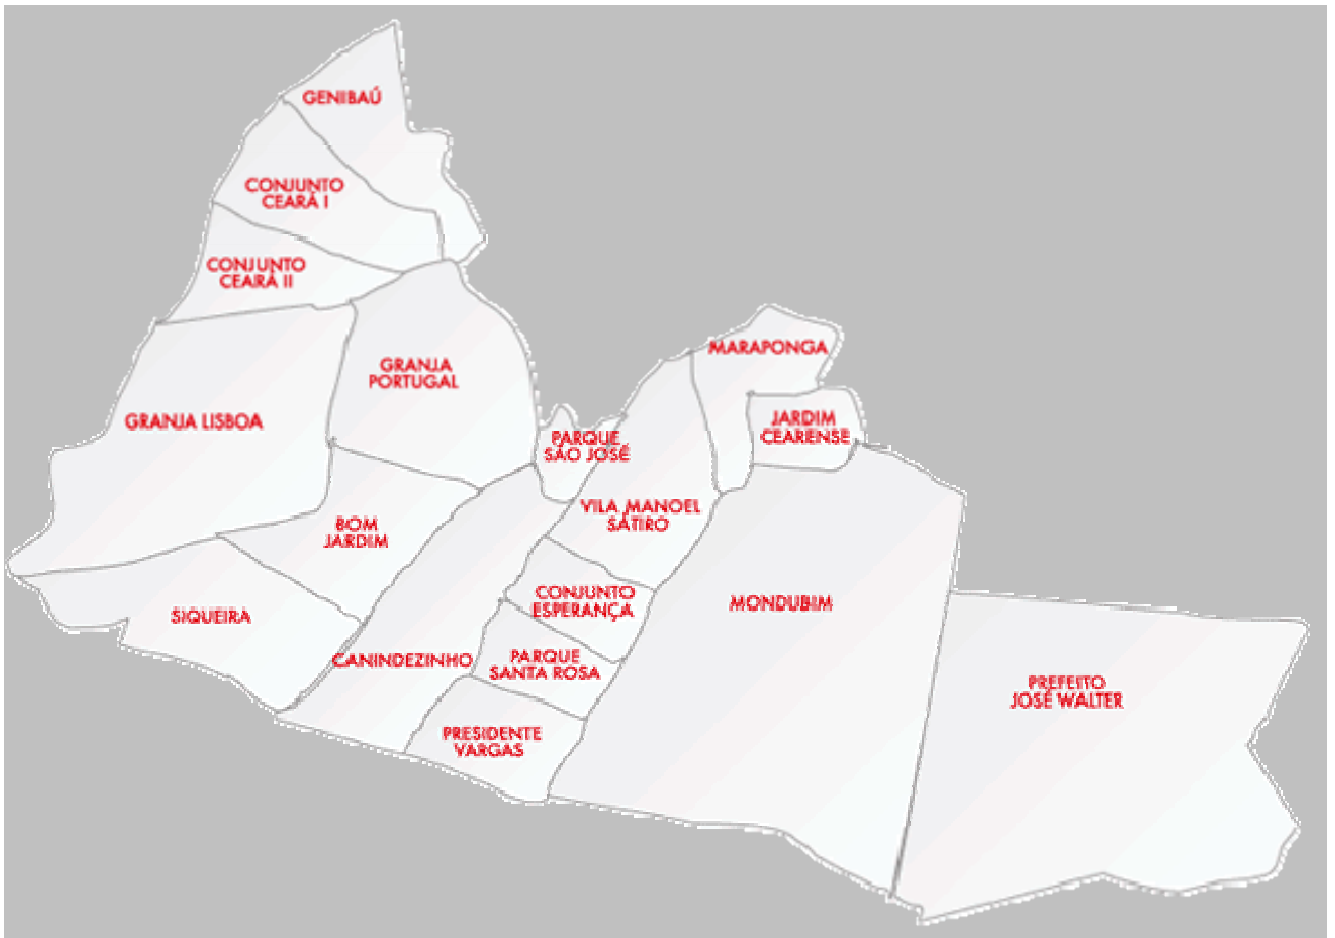 GENIBAÚ
CONJUNTO
CEARÁ I
CONJUNTO
CEARÁ II
MARAPONGA
GRANJA
PORTUGAL
GRANJA LISBOA
JARDIM
CEARENSE
PARQUE
SÃO JOSÉ
VILA MANOEL
SÁTIRO
BOM
JARDIM
CONJUNTO
ESPERANÇA
MONDUBIM
SIQUEIRA
CANINDEZINHO
PARQUE
SANTA ROSA
PREFEITO
JOSÉ WALTER
PRESIDENTE
VARGAS